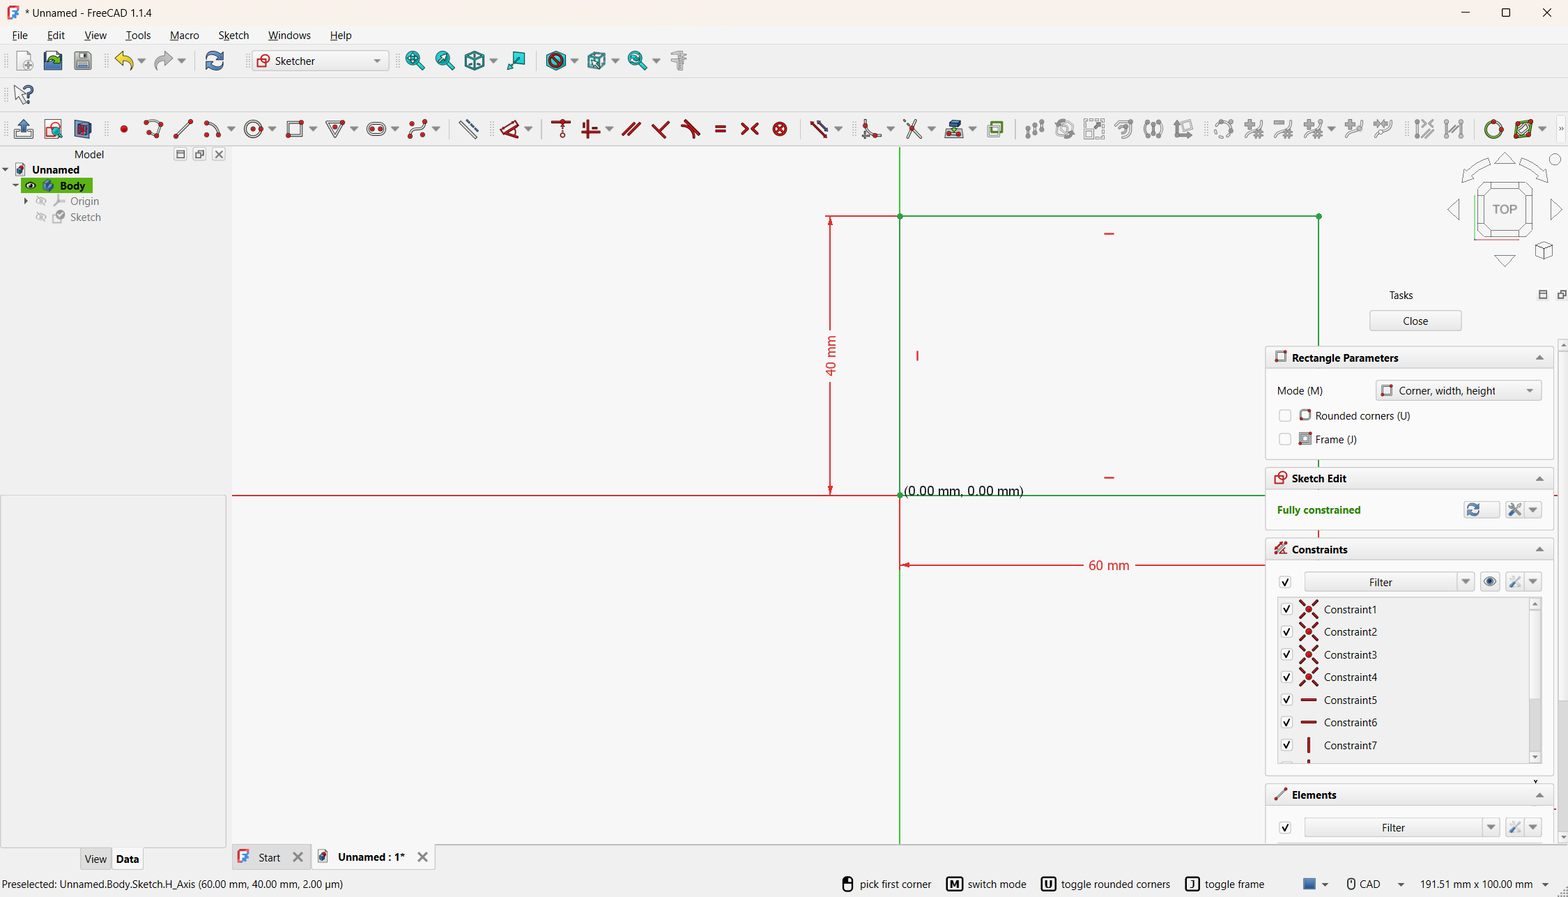 * Unnamed - FreeCAD 1.1.4
File Edit View Tools Macro Sketch Windows Help
Sketcher
Model
Unnamed
Body
Origin
Sketch
TOP
40 mm
(0.00 mm, 0.00 mm)
60 mm
Tasks
Close
Rectangle Parameters
Mode (M) Corner, width, height
Rounded corners (U)
Frame (J)
Sketch Edit
Fully constrained
Constraints
Filter
Constraint1
Constraint2
Constraint3
Constraint4
Constraint5
Constraint6
Constraint7
Elements
Filter
View Data
Start Unnamed : 1*
Preselected: Unnamed.Body.Sketch.H_Axis (60.00 mm, 40.00 mm, 2.00 µm) pick first corner M switch mode U toggle rounded corners J toggle frame CAD 191.51 mm x 100.00 mm